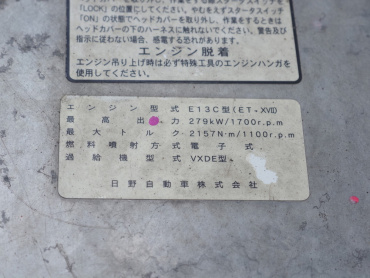 「LOCK」の位置にしてください。やむをえずスタータスイッチ
「ON」の状態でヘッドカバーを取り外し、作業をするときは
ヘッドカバーの下のハーネスに触れないでください。警告及び
指示に従わない場合、感電する恐れがあります。
エンジン脱着
エンジン吊り上げ時は必ず特殊工具のエンジンハンガを
使用してください。
エンジン型式 E13C型(ET-XVII)
最高出力 279kW/1700r.p.m
最大トルク 2157N·m/1100r.p.m
燃料噴射方式 電子式
過給機型式 VXDE型
日野自動車株式会社